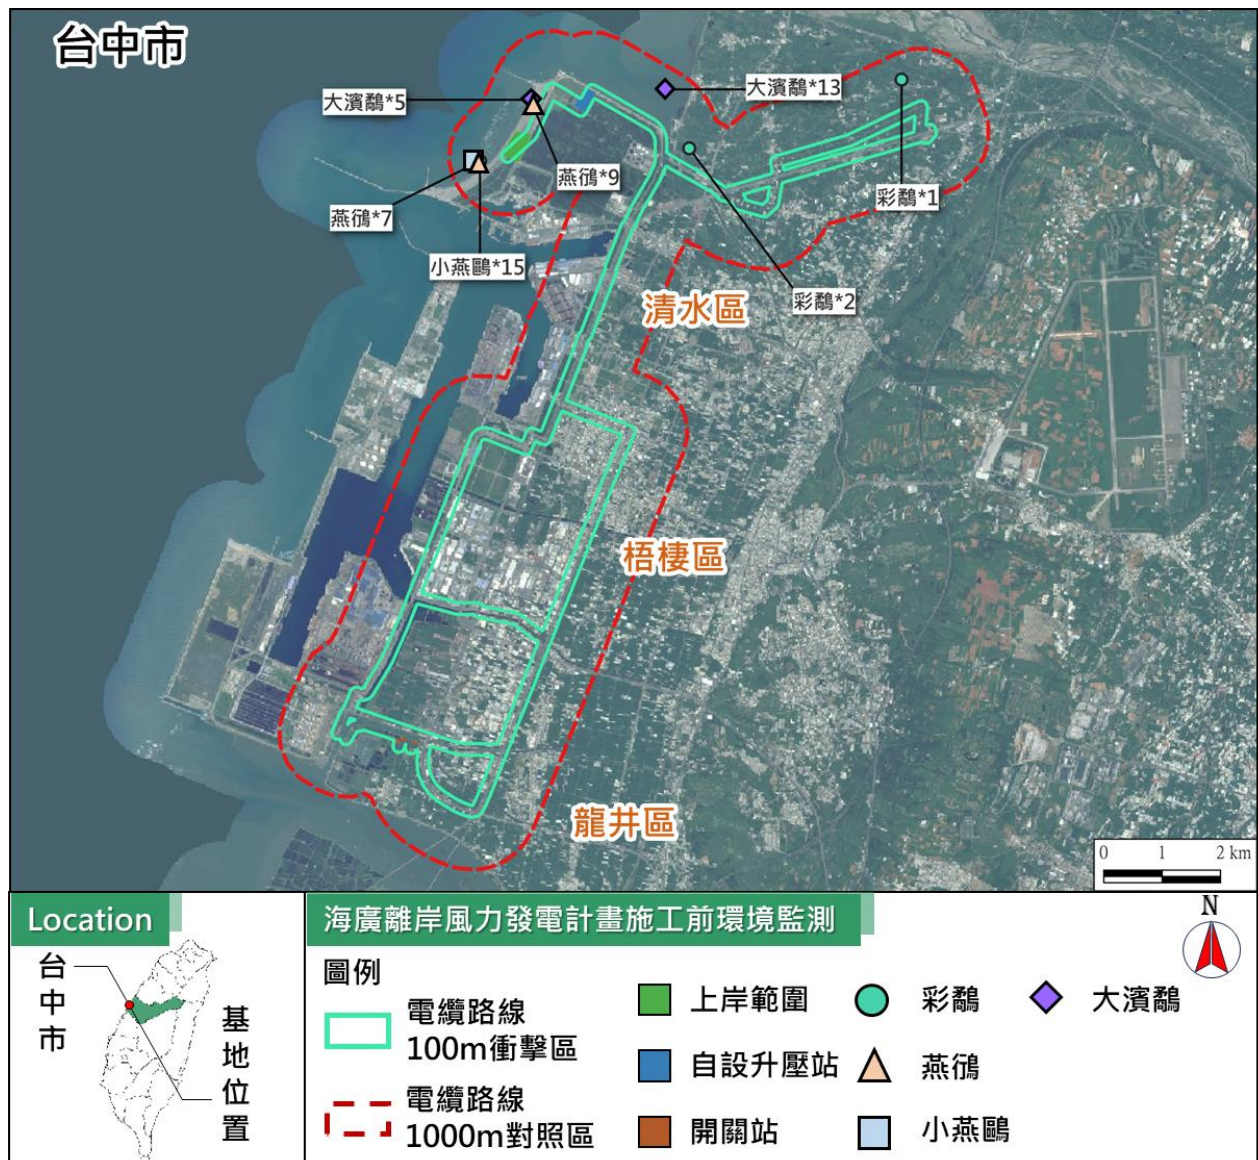 台中市
大濱鷸*5
大濱鷸*13
燕鴴*9
彩鷸*1
燕鴴*7
小燕鷗*15
彩鷸*2
清水區
梧棲區
龍井區
0 1 2 km
Location
台中市
基地位置
海廣離岸風力發電計畫施工前環境監測
N
圖例
電纜路線
100m衝擊區
電纜路線
1000m對照區
上岸範圍
自設升壓站
開關站
彩鷸
燕鴴
小燕鷗
大濱鷸